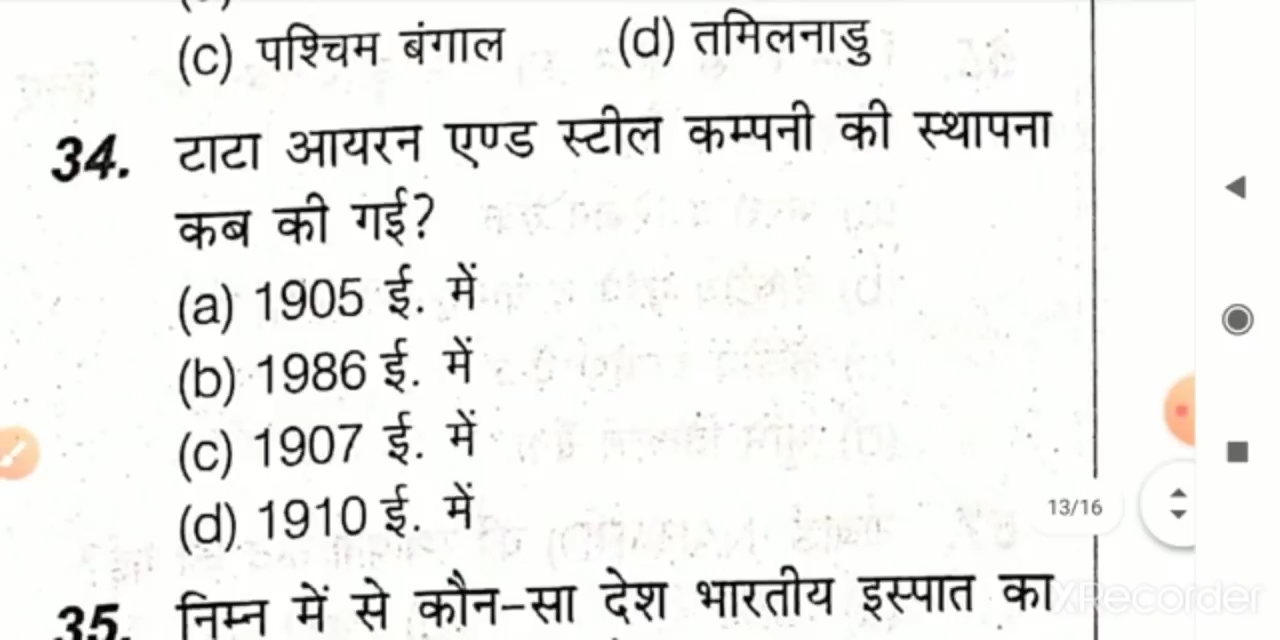 (c) पश्चिम बंगाल (d) तमिलनाडु
34. टाटा आयरन एण्ड स्टील कम्पनी की स्थापना
कब की गई?
(a) 1905 ई. में
(b) 1986 ई. में
(c) 1907 ई. में
(d) 1910 ई. में
13/16
35. निम्न में से कौन-सा देश भारतीय इस्पात का
XRecorder